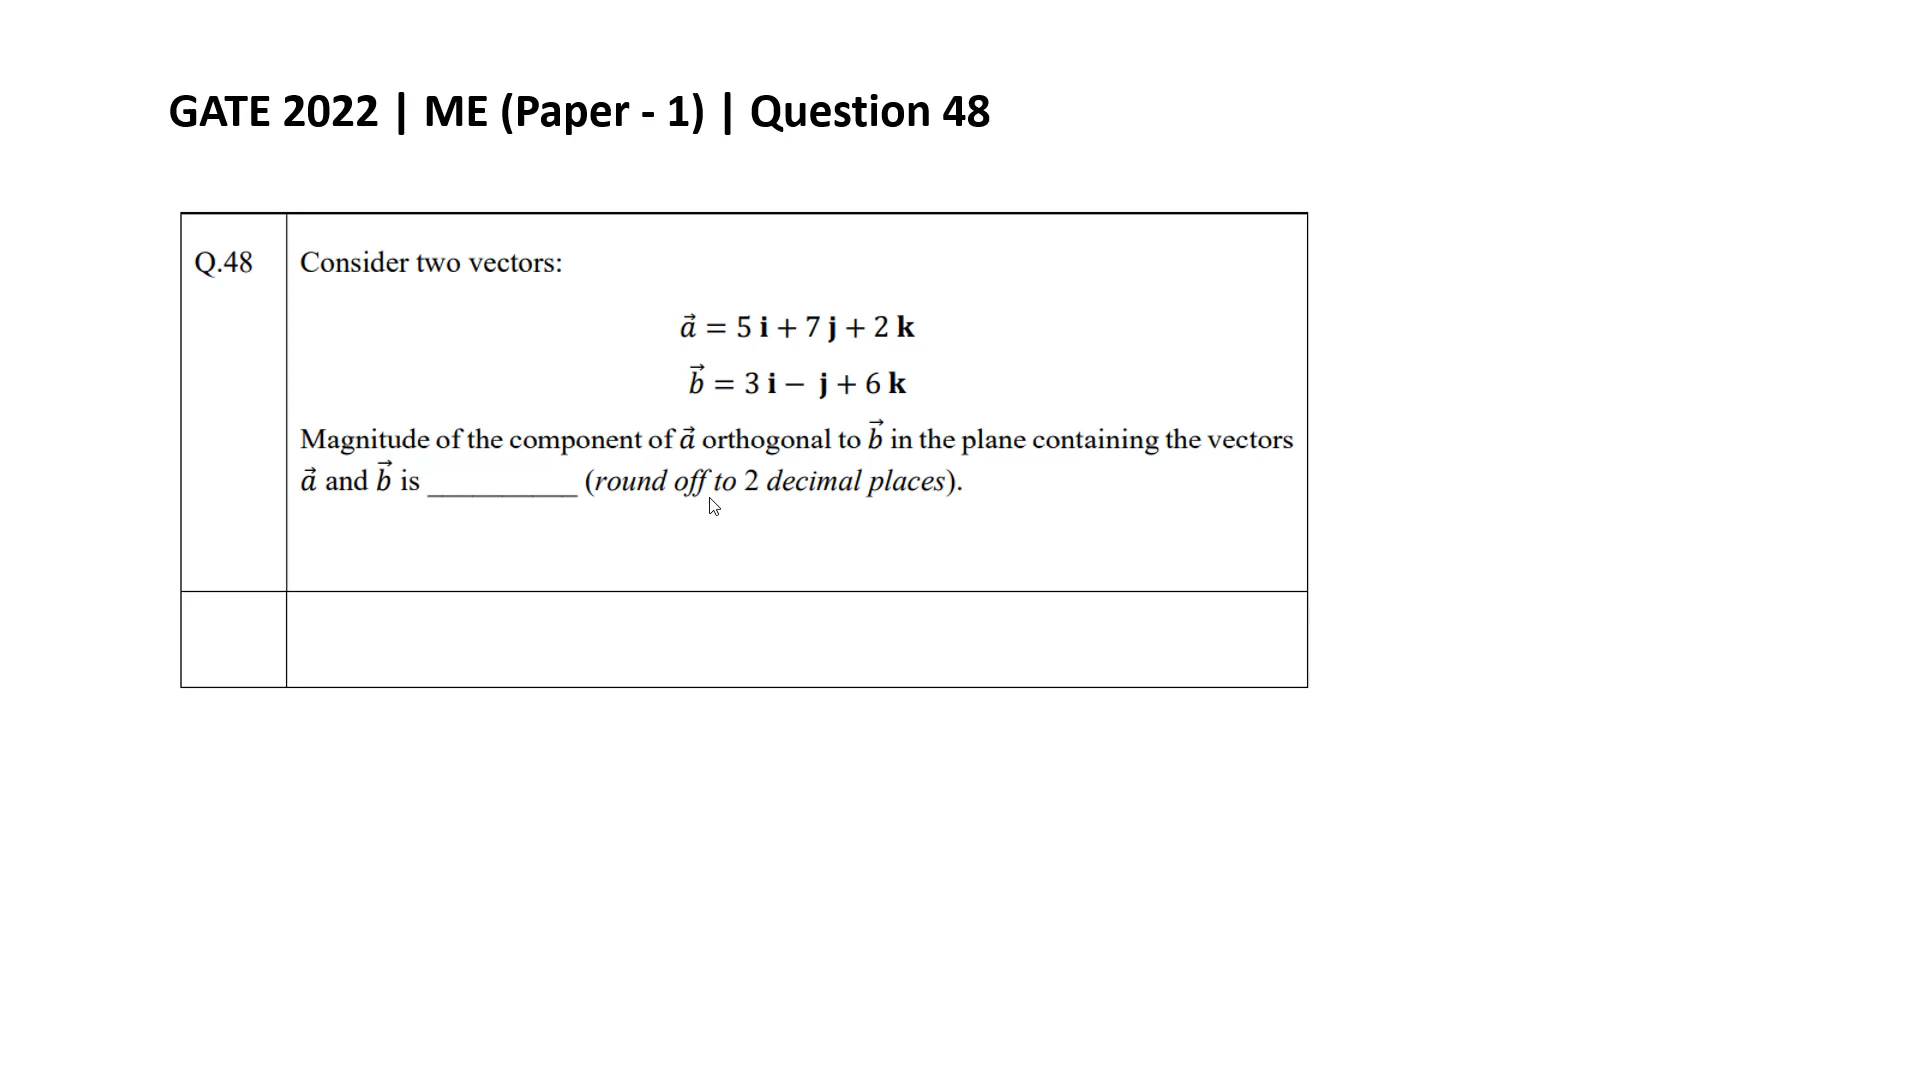 GATE 2022 | ME (Paper - 1) | Question 48
Q.48 Consider two vectors:
a⃗ = 5 i + 7 j + 2 k
b⃗ = 3 i − j + 6 k
Magnitude of the component of a⃗ orthogonal to b⃗ in the plane containing the vectors
a⃗ and b⃗ is __________ (round off to 2 decimal places).